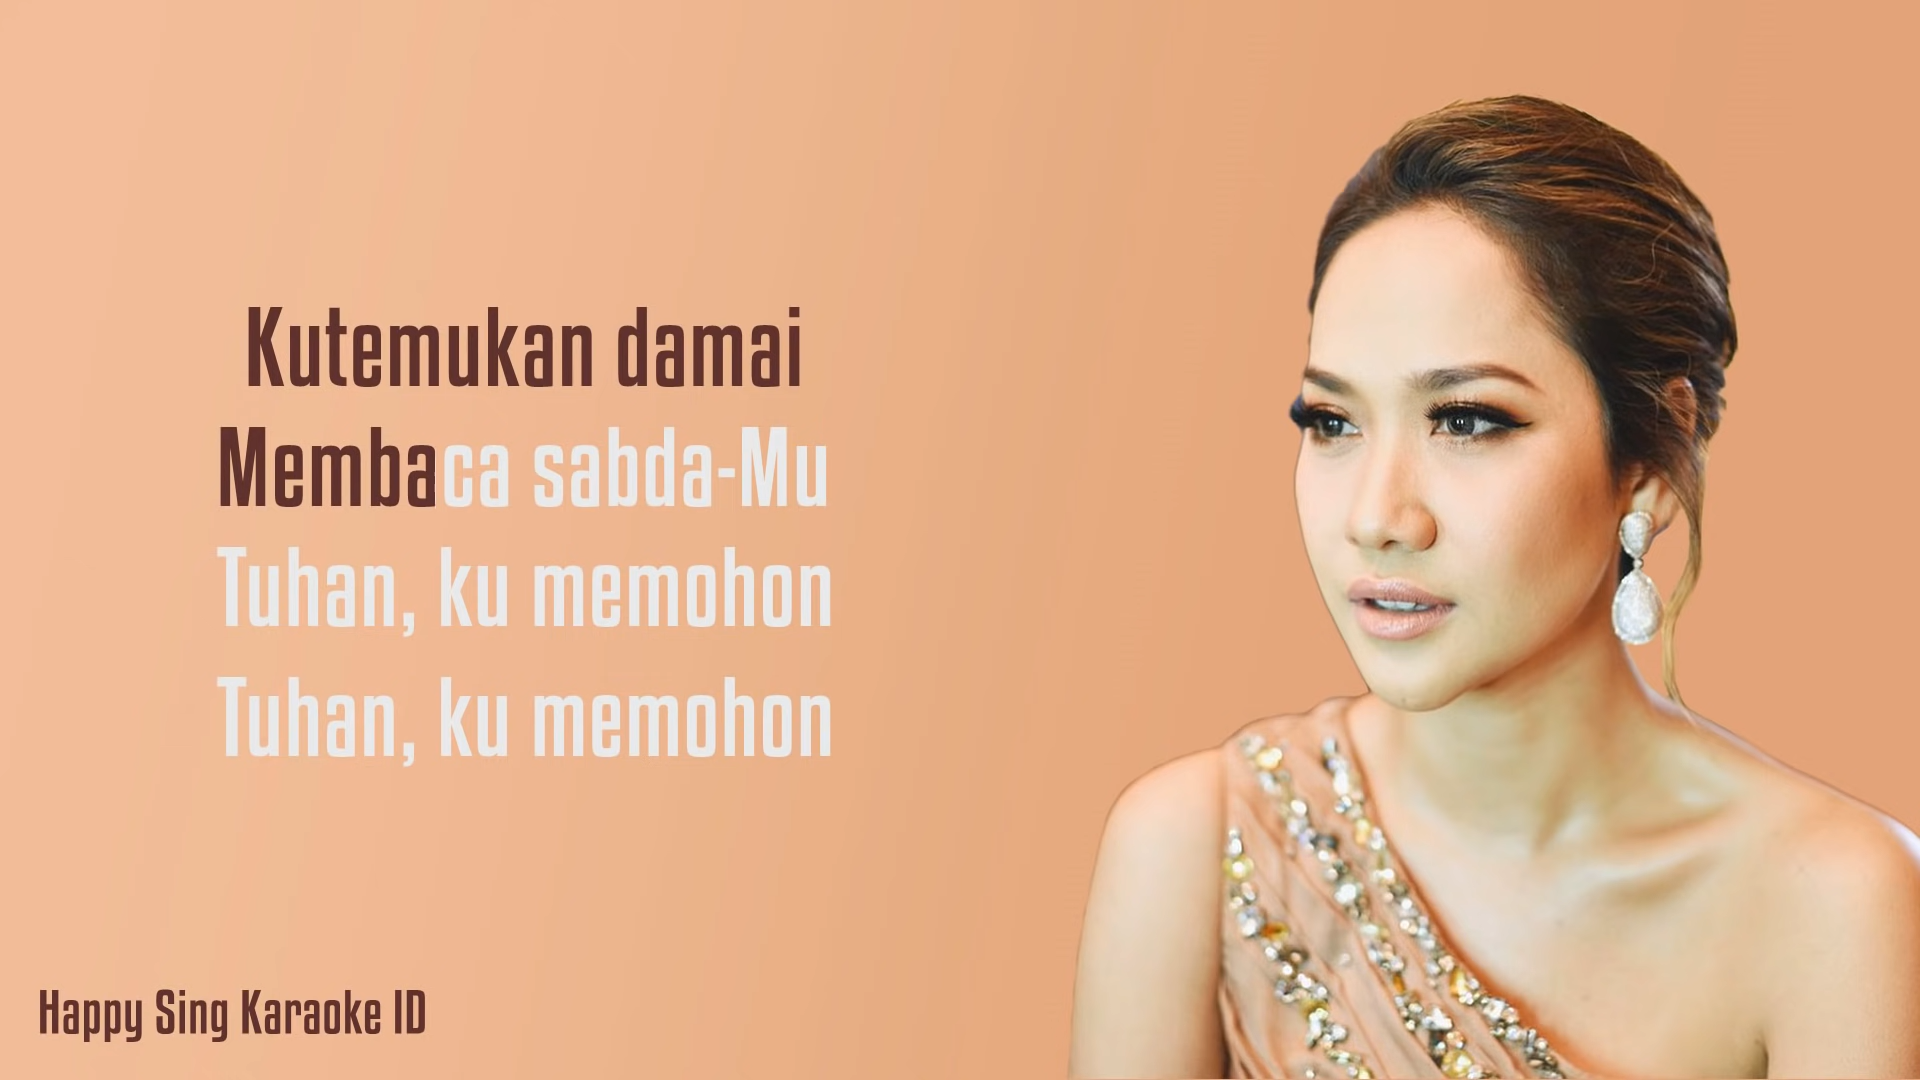 Kutemukan damai
Membaca sabda-Mu
Tuhan, ku memohon
Tuhan, ku memohon
Happy Sing Karaoke ID